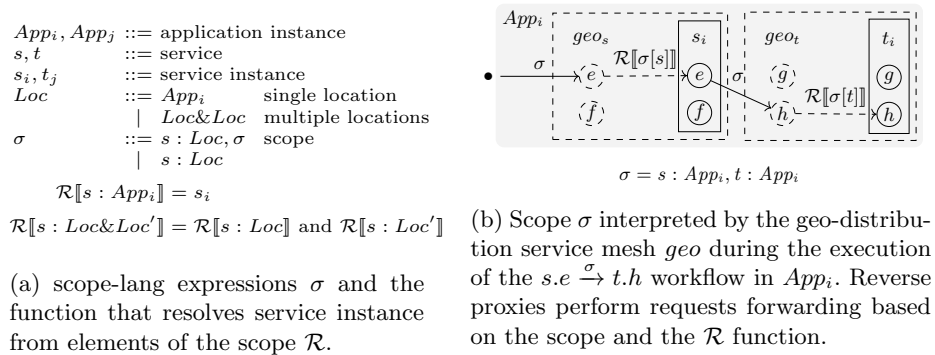 App_i, App_j ::= application instance
s, t ::= service
s_i, t_j ::= service instance
Loc ::= App_i single location
| Loc&Loc multiple locations
σ ::= s : Loc, σ scope
| s : Loc
R⟦s : App_i⟧ = s_i
R⟦s : Loc&Loc′⟧ = R⟦s : Loc⟧ and R⟦s : Loc′⟧
(a) scope-lang expressions σ and the
function that resolves service instance
from elements of the scope R.
App_i
geo_s s_i geo_t t_i
σ e R⟦σ[s]⟧ e σ g g
f f h R⟦σ[t]⟧ h
σ = s : App_i, t : App_i
(b) Scope σ interpreted by the geo-distribu-
tion service mesh geo during the execution
of the s.e →σ t.h workflow in App_i. Reverse
proxies perform requests forwarding based
on the scope and the R function.